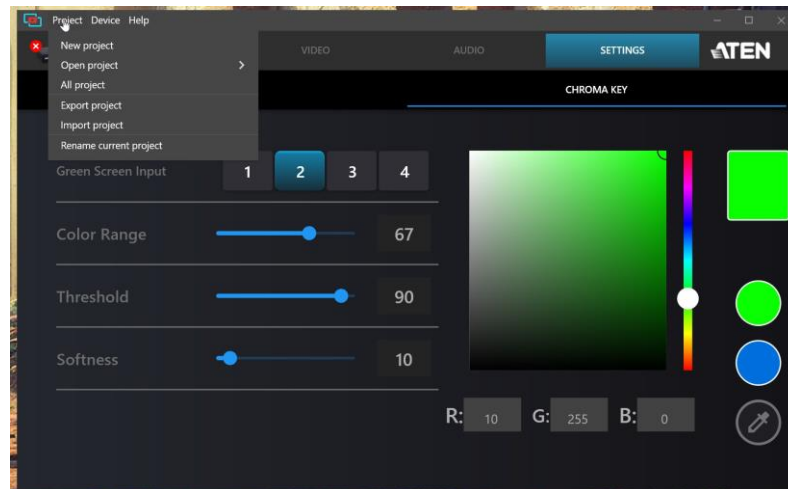 Project Device Help
New project
Open project
All project
Export project
Import project
Rename current project
VIDEO AUDIO SETTINGS ATEN
CHROMA KEY
Green Screen Input 1 2 3 4
Color Range 67
Threshold 90
Softness 10
R: 10 G: 255 B: 0